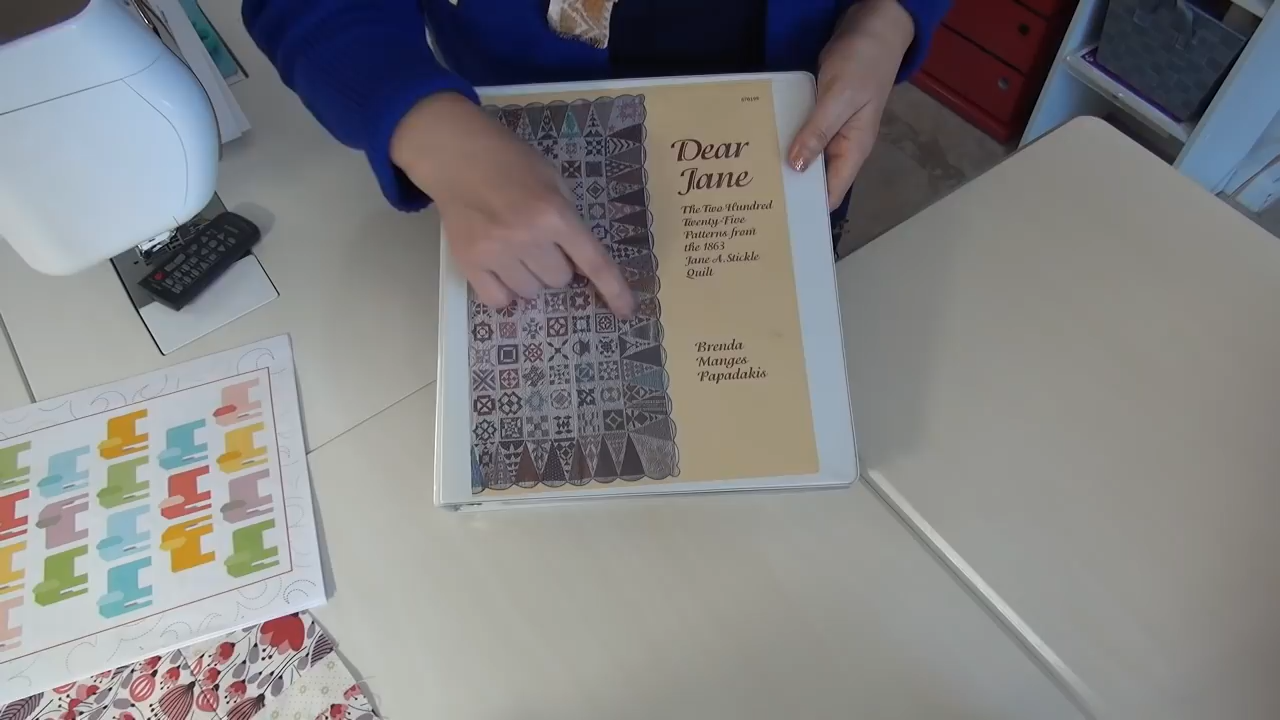 Dear
Jane
The Two Hundred
Twenty-Five
Patterns from
the 1863
Jane A. Stickle
Quilt
Brenda
Manges
Papadakis